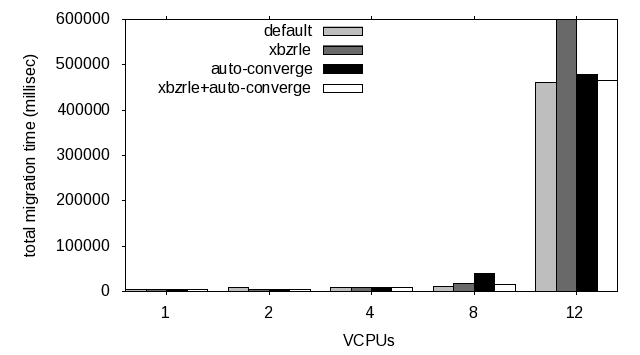 600000
500000
400000
300000
200000
100000
0
total migration time (millisec)
default
xbzrle
auto-converge
xbzrle+auto-converge
1 2 4 8 12
VCPUs